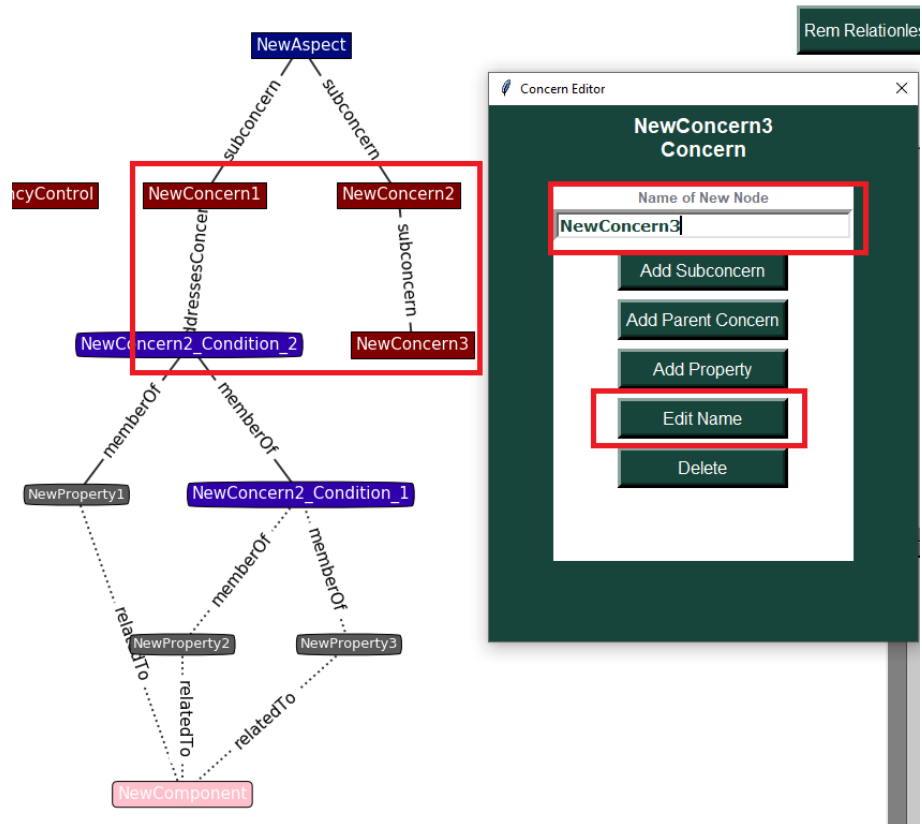 NewAspect
Rem Relationles
subconcern
subconcern
Concern Editor
NewConcern3
Concern
ncyControl
NewConcern1
NewConcern2
Name of New Node
NewConcern3
ddressesConcer
subconcern
Add Subconcern
Add Parent Concern
NewConcern2_Condition_2
NewConcern3
Add Property
memberOf
memberOf
Edit Name
Delete
NewProperty1
NewConcern2_Condition_1
memberOf
memberOf
relatedTo
NewProperty2
NewProperty3
relatedTo
relatedTo
NewComponent